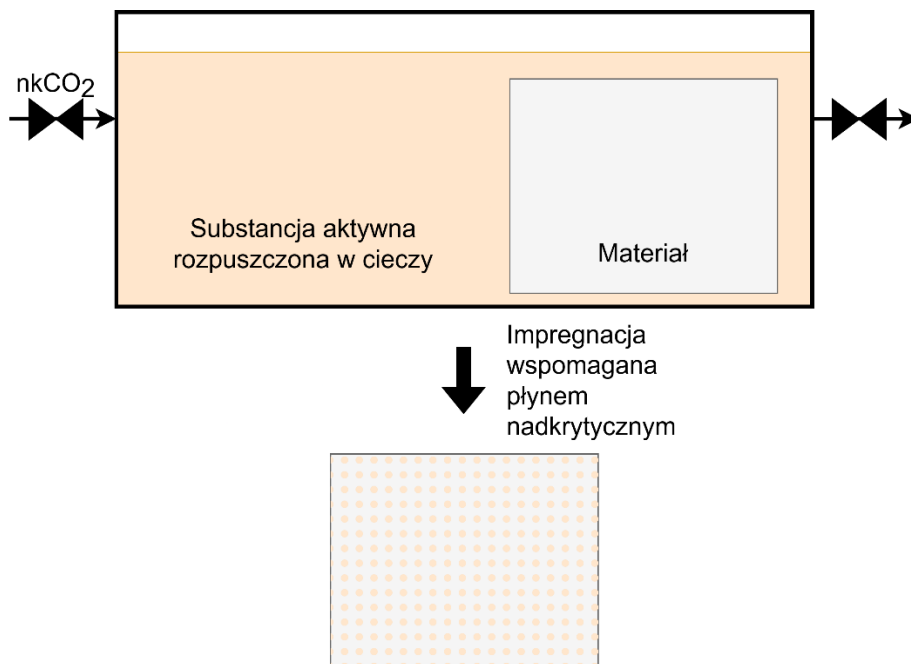 nkCO2
Substancja aktywna
rozpuszczona w cieczy
Materiał
Impregnacja
wspomagana
płynem
nadkrytycznym